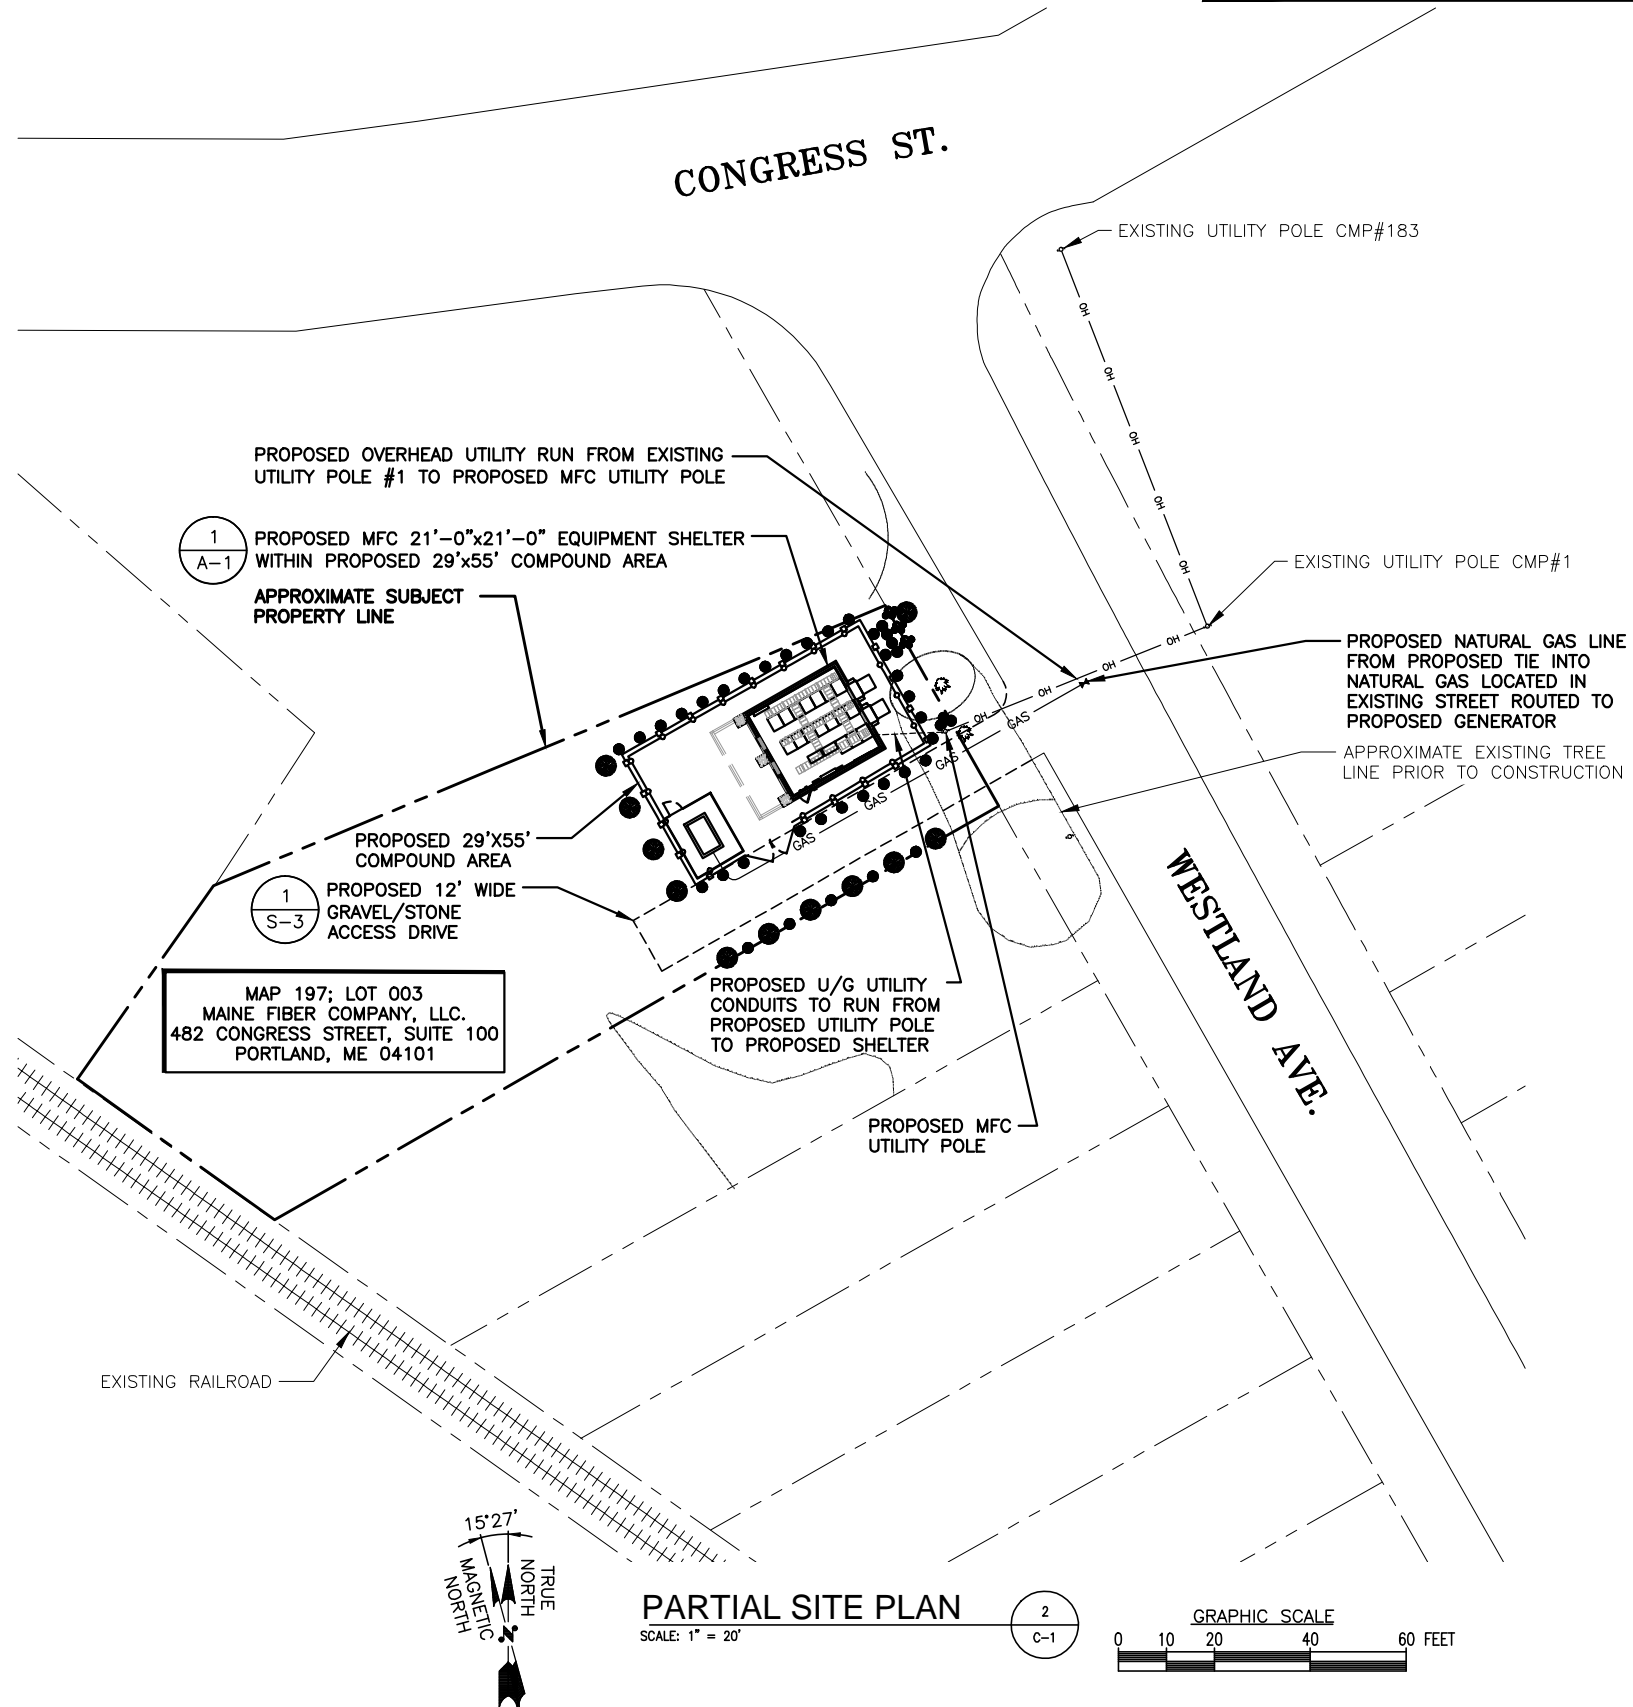 CONGRESS ST.
EXISTING UTILITY POLE CMP#183
OH
OH
OH
OH
OH
PROPOSED OVERHEAD UTILITY RUN FROM EXISTING
UTILITY POLE #1 TO PROPOSED MFC UTILITY POLE
1
A-1
PROPOSED MFC 21'-0"x21'-0" EQUIPMENT SHELTER
WITHIN PROPOSED 29'x55' COMPOUND AREA
APPROXIMATE SUBJECT
PROPERTY LINE
EXISTING UTILITY POLE CMP#1
OH
OH
OH
OH
PROPOSED NATURAL GAS LINE
FROM PROPOSED TIE INTO
NATURAL GAS LOCATED IN
EXISTING STREET ROUTED TO
PROPOSED GENERATOR
GAS
GAS
GAS
GAS
APPROXIMATE EXISTING TREE
LINE PRIOR TO CONSTRUCTION
PROPOSED 29'X55'
COMPOUND AREA
1
S-3
PROPOSED 12' WIDE
GRAVEL/STONE
ACCESS DRIVE
WESTLAND AVE.
MAP 197; LOT 003
MAINE FIBER COMPANY, LLC.
482 CONGRESS STREET, SUITE 100
PORTLAND, ME 04101
PROPOSED U/G UTILITY
CONDUITS TO RUN FROM
PROPOSED UTILITY POLE
TO PROPOSED SHELTER
PROPOSED MFC
UTILITY POLE
EXISTING RAILROAD
15°27'
MAGNETIC
NORTH
TRUE
NORTH
N
PARTIAL SITE PLAN
SCALE: 1" = 20'
2
C-1
GRAPHIC SCALE
0 10 20 40 60 FEET